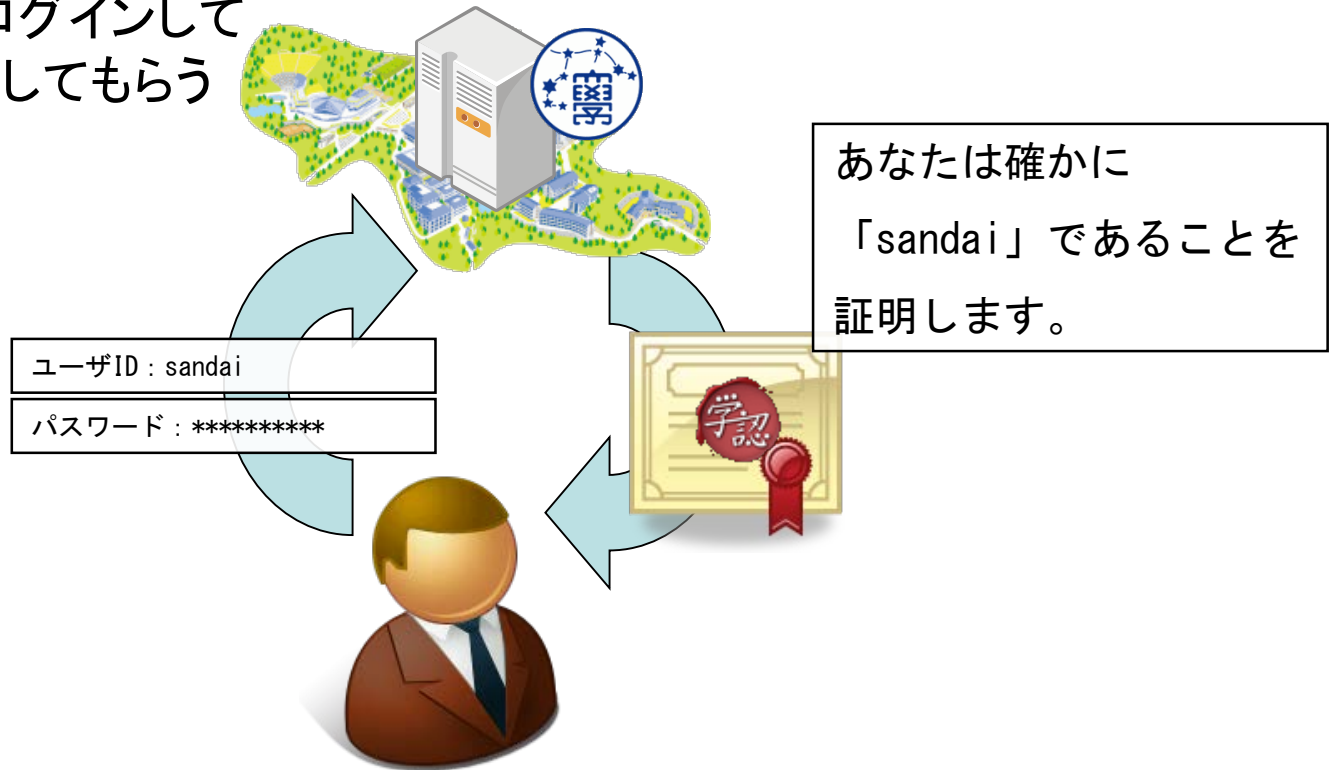 ログインして
してもらう
あなたは確かに
「sandai」であることを
証明します。
ユーザID：sandai
パスワード：**********
学認